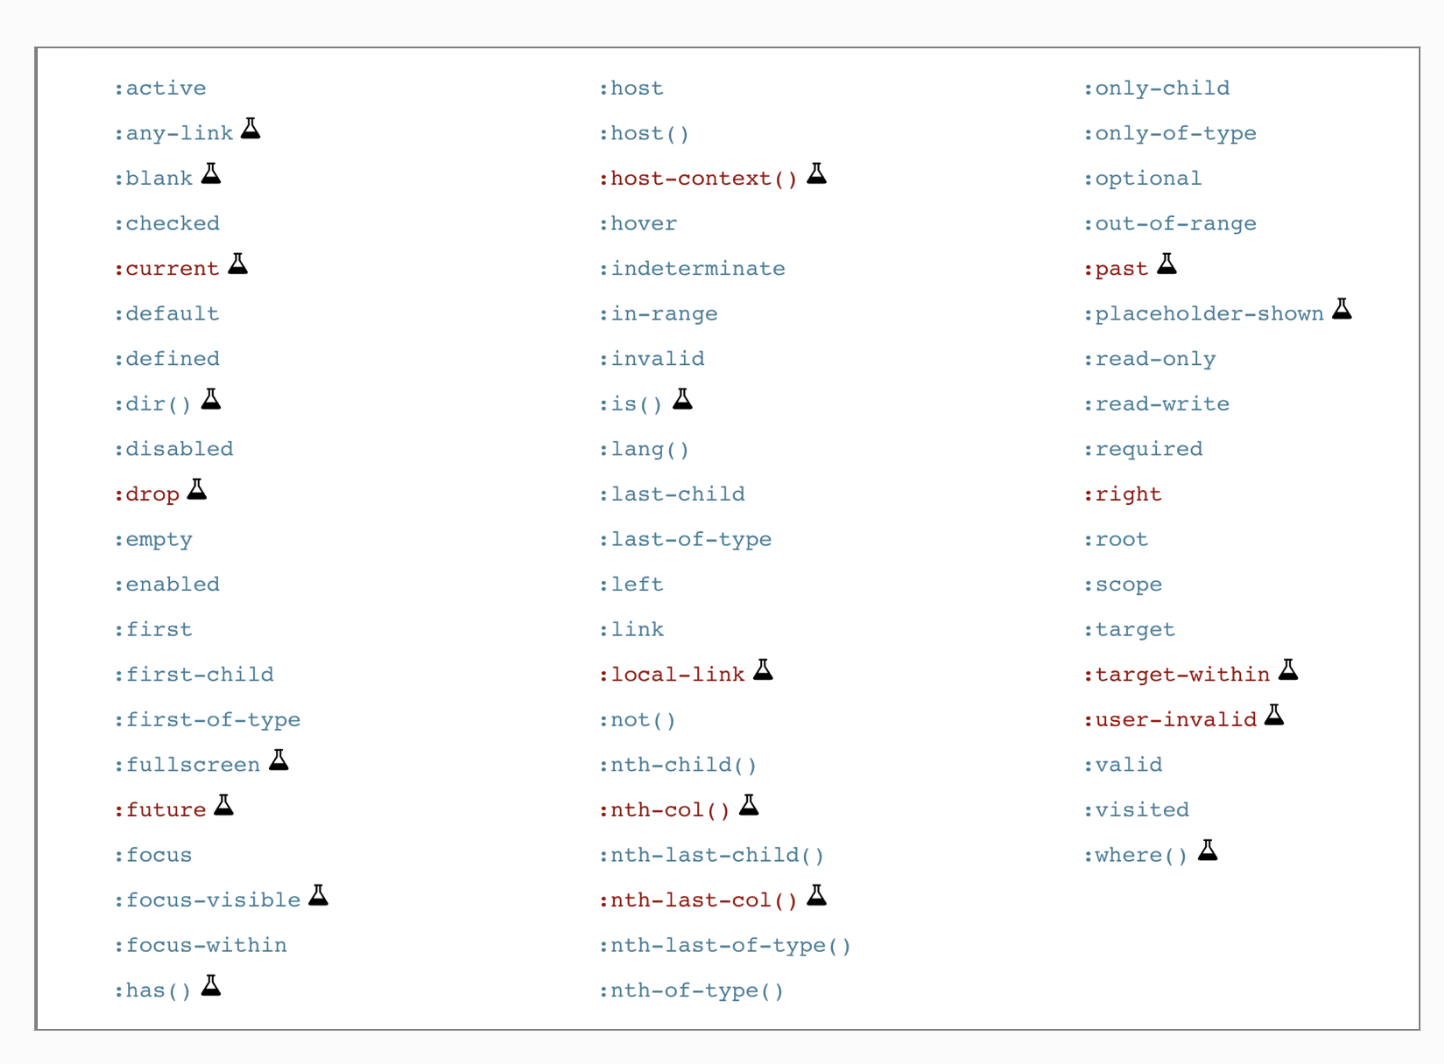 :active
:any-link
:blank
:checked
:current
:default
:defined
:dir()
:disabled
:drop
:empty
:enabled
:first
:first-child
:first-of-type
:fullscreen
:future
:focus
:focus-visible
:focus-within
:has()
:host
:host()
:host-context()
:hover
:indeterminate
:in-range
:invalid
:is()
:lang()
:last-child
:last-of-type
:left
:link
:local-link
:not()
:nth-child()
:nth-col()
:nth-last-child()
:nth-last-col()
:nth-last-of-type()
:nth-of-type()
:only-child
:only-of-type
:optional
:out-of-range
:past
:placeholder-shown
:read-only
:read-write
:required
:right
:root
:scope
:target
:target-within
:user-invalid
:valid
:visited
:where()